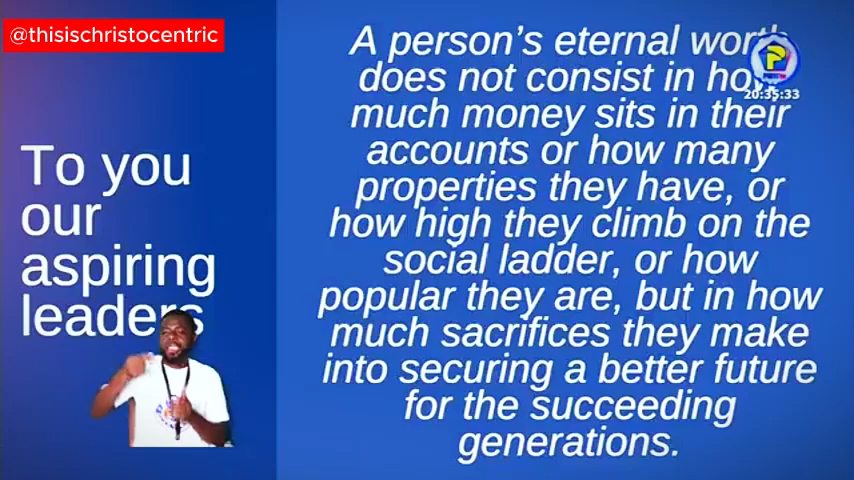 @thisischristocentric
To you
our
aspiring
leaders
A person's eternal worth
does not consist in how
much money sits in their
accounts or how many
properties they have, or
how high they climb on the
social ladder, or how
popular they are, but in how
much sacrifices they make
into securing a better future
for the succeeding
generations.
P
20:35:33